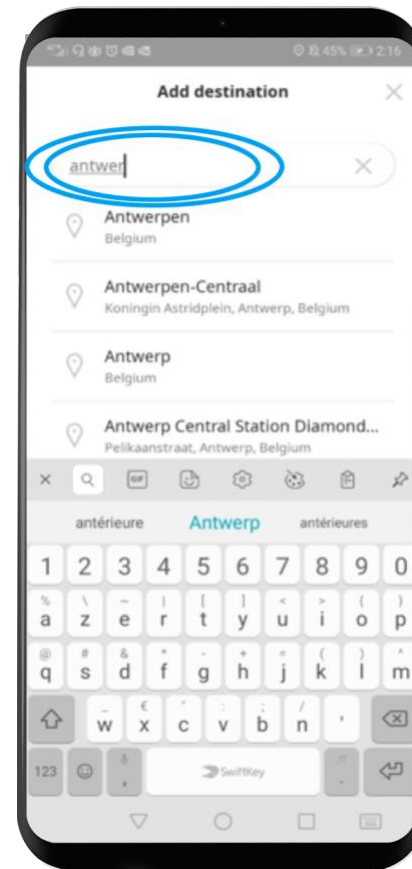 45% 2:16
Add destination
antwer
Antwerpen
Belgium
Antwerpen-Centraal
Koningin Astridplein, Antwerp, Belgium
Antwerp
Belgium
Antwerp Central Station Diamond...
Pelikaanstraat, Antwerp, Belgium
GIF
antérieure Antwerp antérieures
1 2 3 4 5 6 7 8 9 0
% \ ~ | [ ] < > { }
a z e r t y u i o p
@ # & * - + = ( ) ^
q s d f g h j k l m
_ € " : ; /
w x c v b n '
123 , SwiftKey .